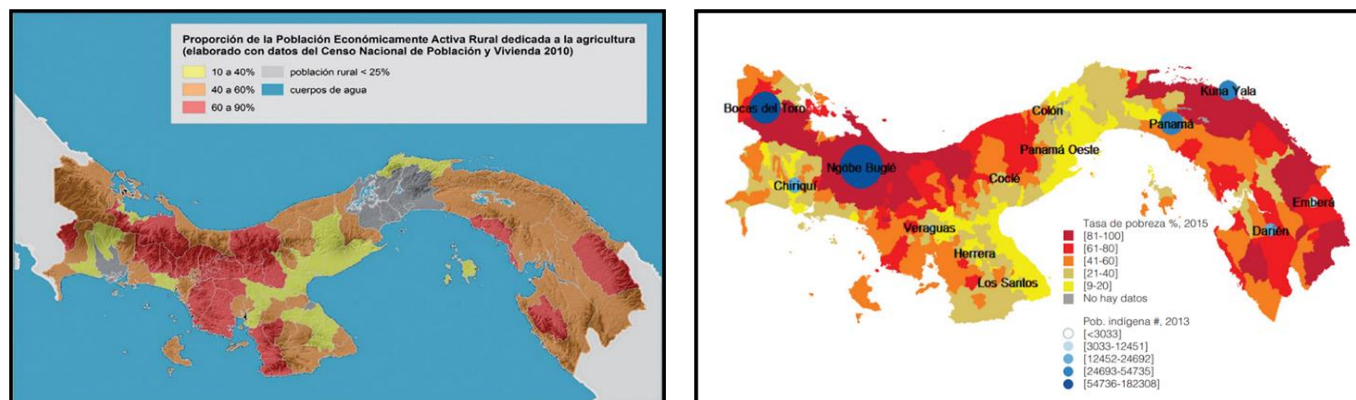 Proporción de la Población Económicamente Activa Rural dedicada a la agricultura
(elaborado con datos del Censo Nacional de Población y Vivienda 2010)
10 a 40%
población rural < 25%
40 a 60%
cuerpos de agua
60 a 90%
Bocas del Toro
Kuna Yala
Colón
Panamá
Panamá Oeste
Ngöbe Buglé
Chiriquí
Coclé
Emberá
Veraguas
Darién
Herrera
Los Santos
Tasa de pobreza %, 2015
[81-100]
[61-80]
[41-60]
[21-40]
[9-20]
No hay datos
Pob. indígena #, 2013
[<3033]
[3033-12451]
[12452-24692]
[24693-54735]
[54736-182308]